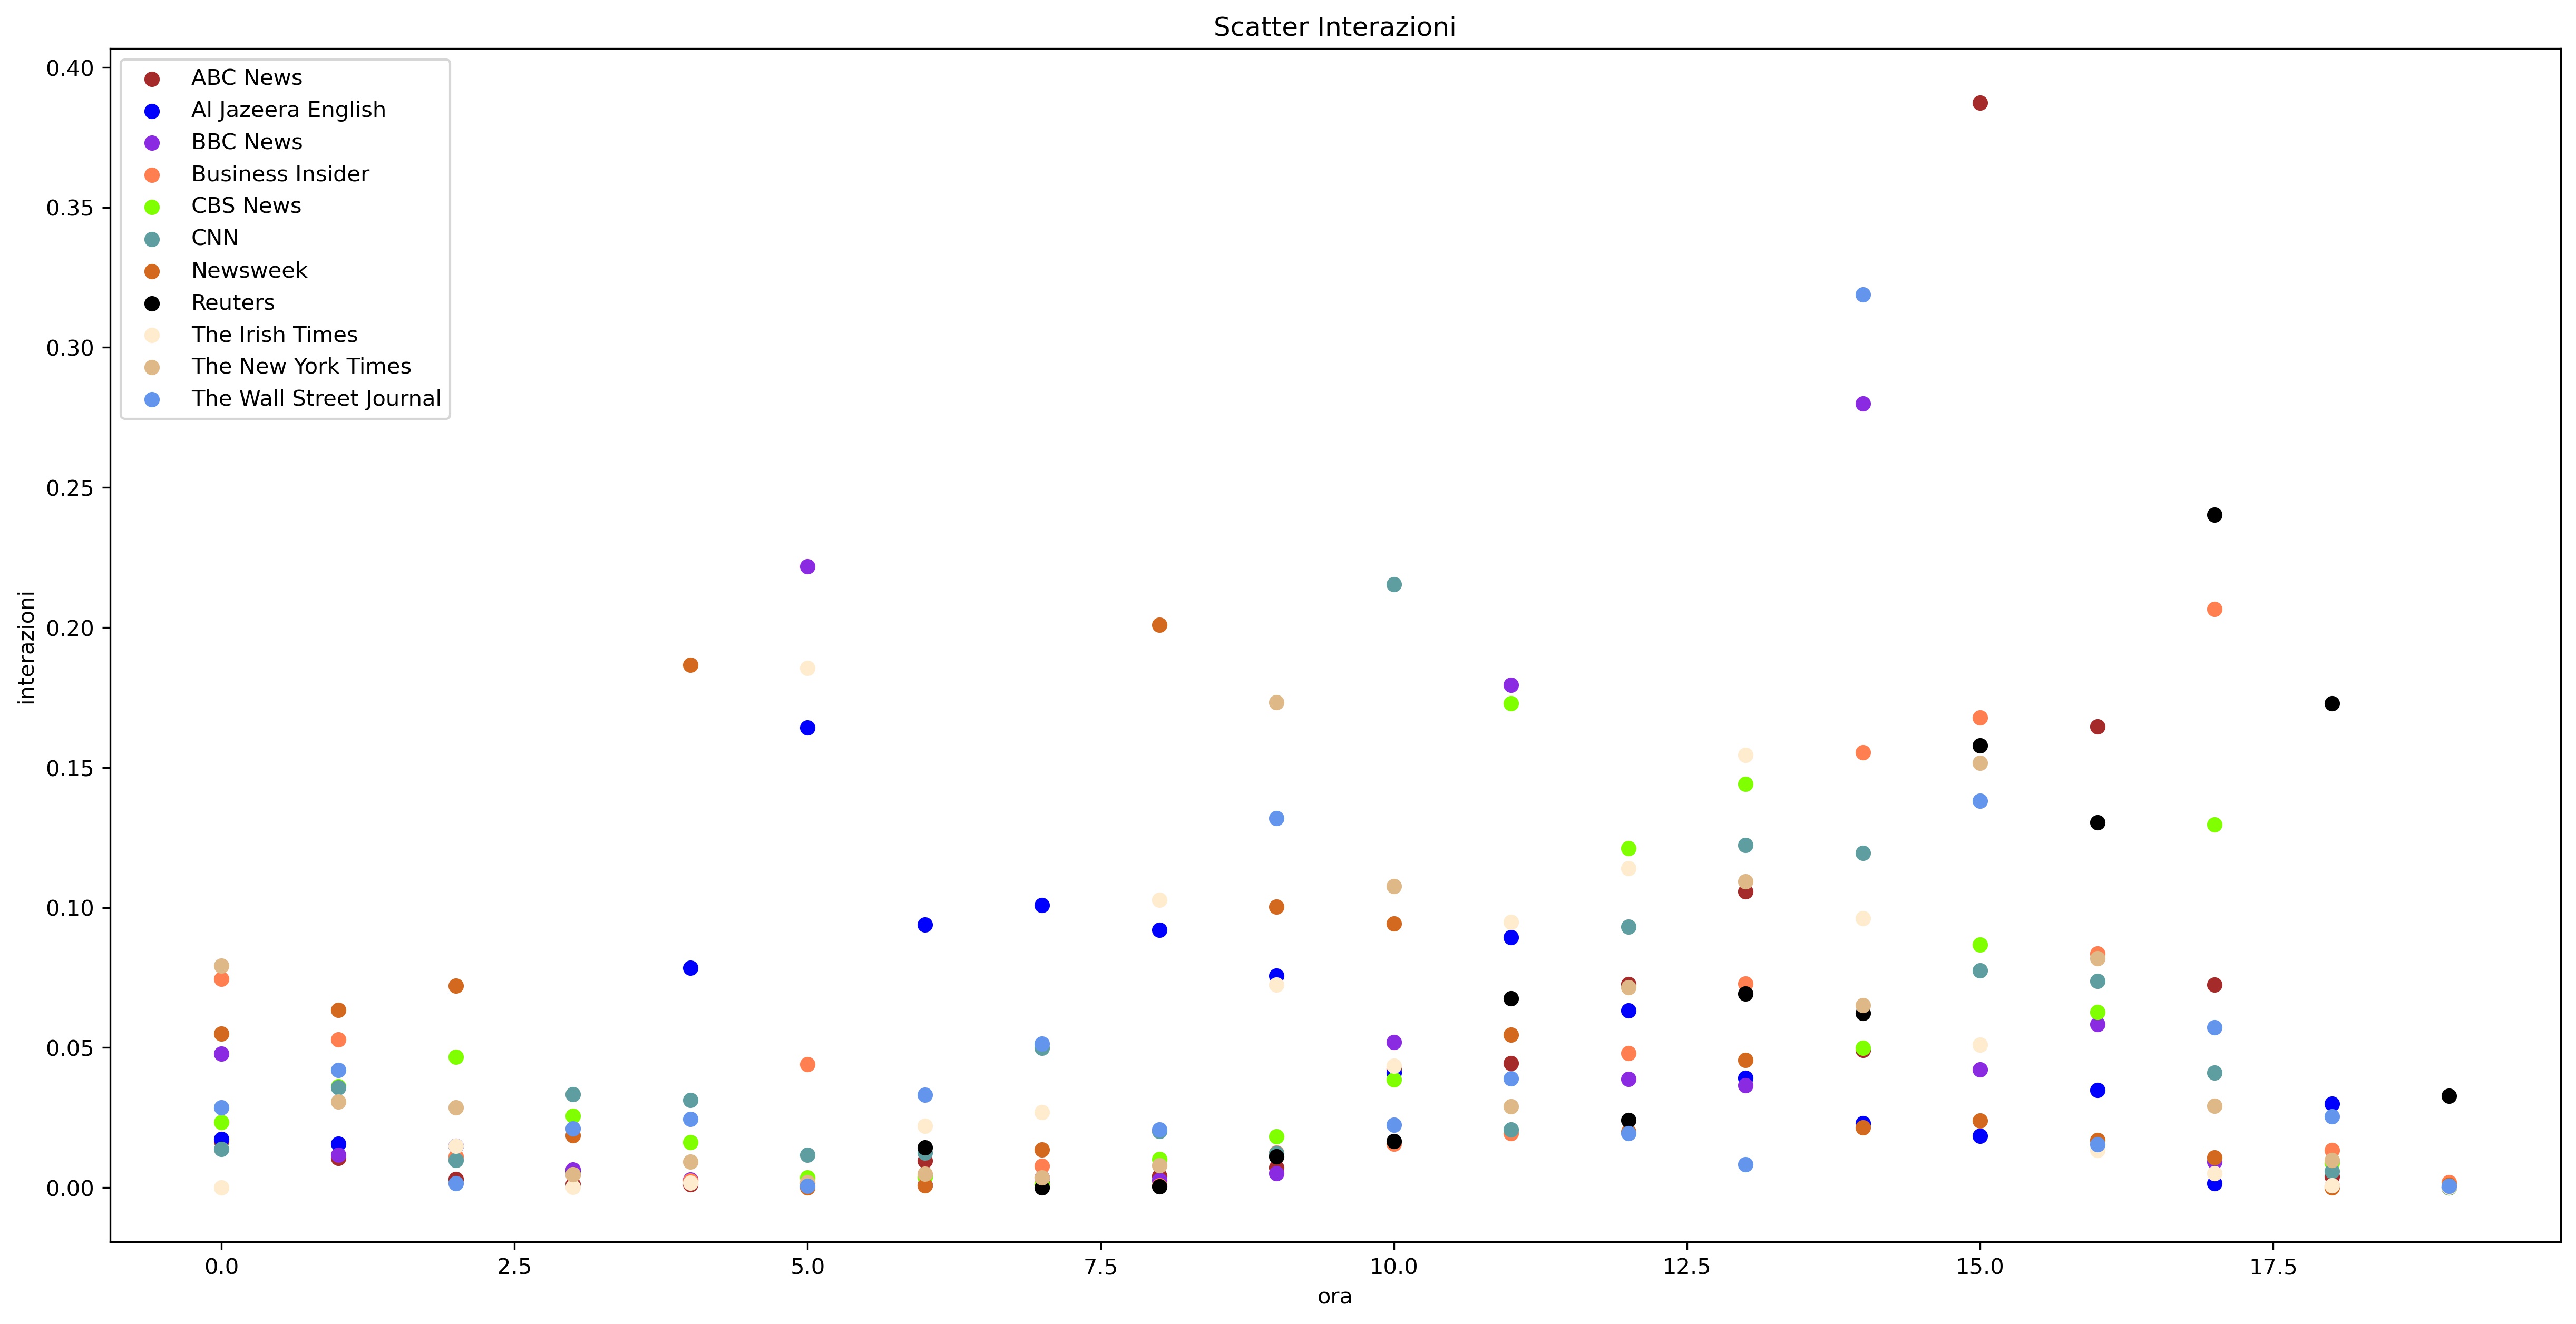 Scatter Interazioni
0.40
0.35
0.30
0.25
0.20
0.15
0.10
0.05
0.00
interazioni
ABC News
Al Jazeera English
BBC News
Business Insider
CBS News
CNN
Newsweek
Reuters
The Irish Times
The New York Times
The Wall Street Journal
0.0 2.5 5.0 7.5 10.0 12.5 15.0 17.5
ora